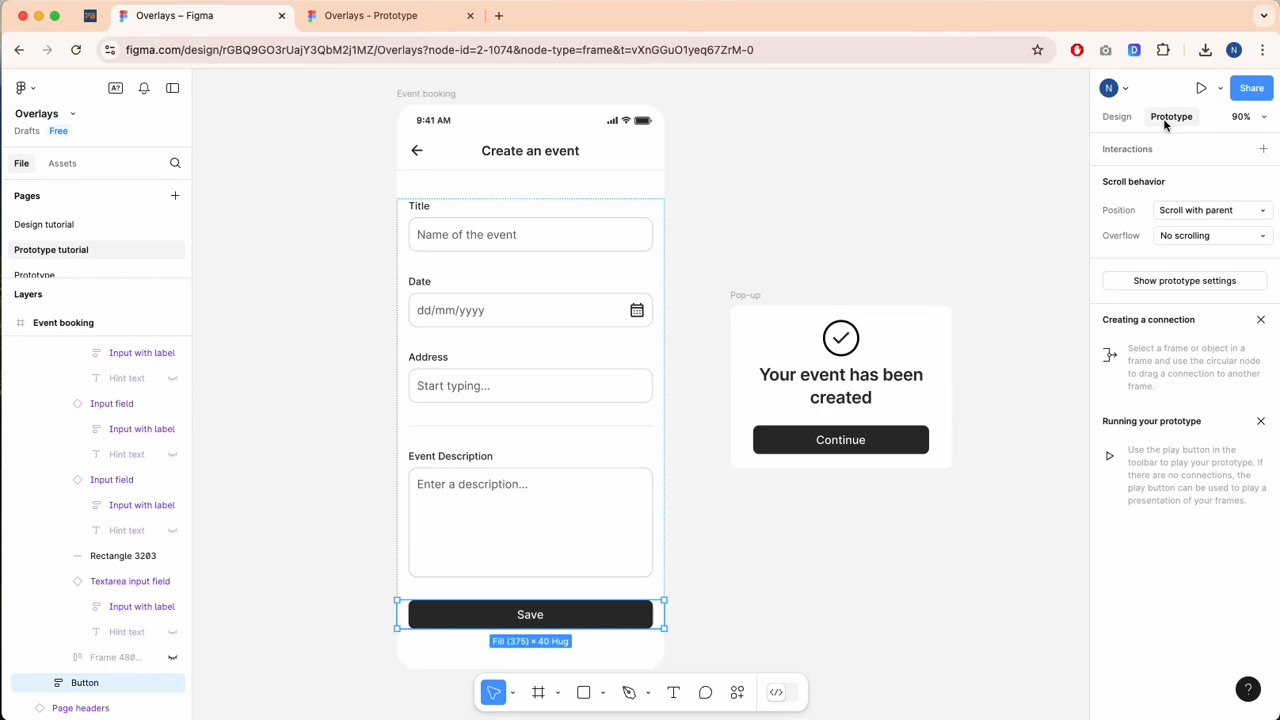 Overlays – Figma
Overlays - Prototype
figma.com/design/rGBQ9GO3rUajY3QbM2j1MZ/Overlays?node-id=2-1074&node-type=frame&t=vXnGGuO1yeq67ZrM-0
N
A?
N
Share
Overlays
Drafts
Free
Design
Prototype
90%
File
Assets
Pages
Design tutorial
Prototype tutorial
Prototype
Layers
Event booking
Input with label
Hint text
Input field
Input with label
Hint text
Input field
Input with label
Hint text
Rectangle 3203
Textarea input field
Input with label
Hint text
Frame 480...
Button
Page headers
Event booking
9:41 AM
Create an event
Title
Name of the event
Date
dd/mm/yyyy
Address
Start typing...
Event Description
Enter a description...
Save
Fill (375) × 40 Hug
Pop-up
Your event has been
created
Continue
Interactions
Scroll behavior
Position
Scroll with parent
Overflow
No scrolling
Show prototype settings
Creating a connection
Select a frame or object in a
frame and use the circular node
to drag a connection to another
frame.
Running your prototype
Use the play button in the
toolbar to play your prototype. If
there are no connections, the
play button can be used to play a
presentation of your frames.
?